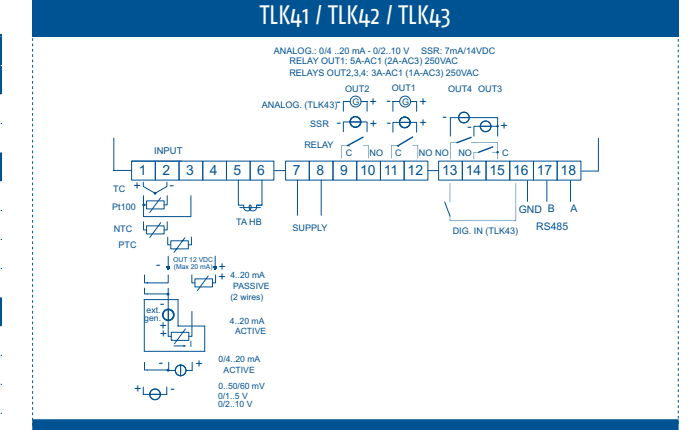 TLK41 / TLK42 / TLK43
ANALOG.: 0/4 ..20 mA - 0/2..10 V SSR: 7mA/14VDC
RELAY OUT1: 5A-AC1 (2A-AC3) 250VAC
RELAYS OUT2,3,4: 3A-AC1 (1A-AC3) 250VAC
OUT2 OUT1 OUT4 OUT3
ANALOG. (TLK43) - G + - G +
- +
SSR - + - + - +
RELAY
INPUT C NO C NO NO NO C
1 2 3 4 5 6 7 8 9 10 11 12 13 14 15 16 17 18
TC + -
Pt100
GND B A
TA HB SUPPLY DIG. IN (TLK43) RS485
NTC
PTC
OUT 12 VDC
- (Max 20 mA) +
+ 4..20 mA
PASSIVE
(2 wires)
-
ext.
gen.
+
+
4..20 mA
ACTIVE
- + 0/4..20 mA
ACTIVE
+ - 0..50/60 mV
0/1..5 V
0/2..10 V